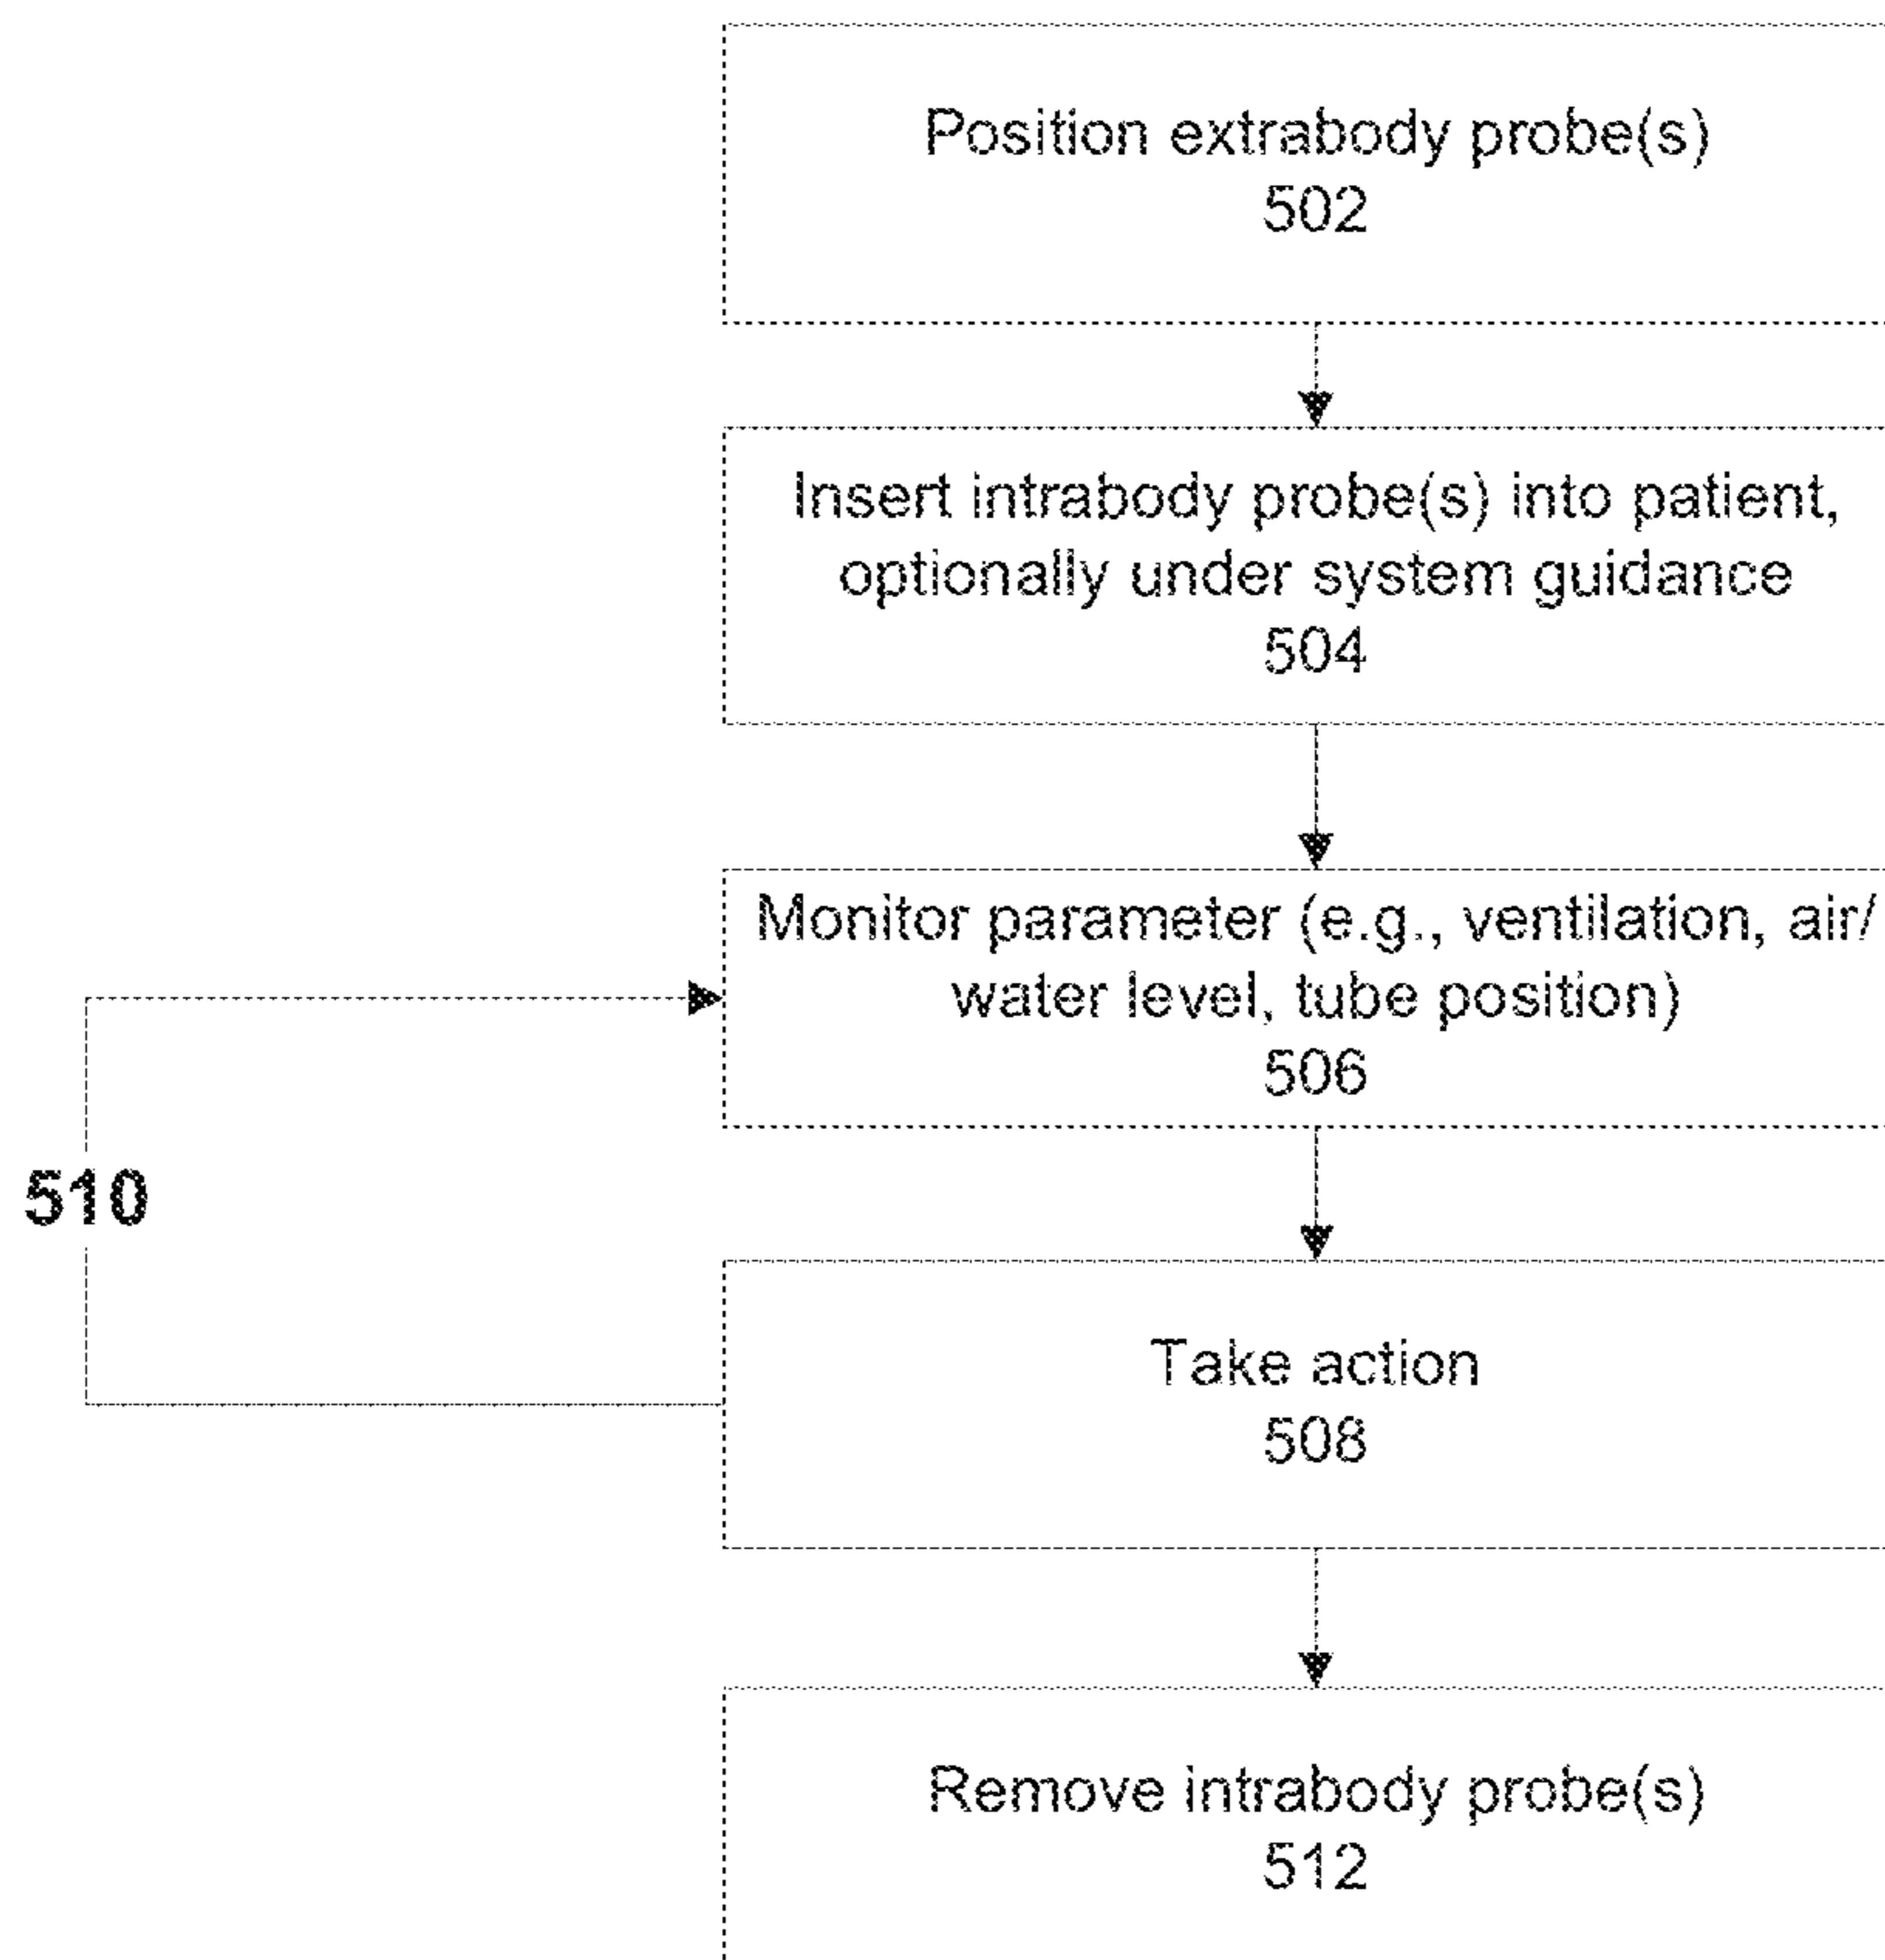 Position extrabody probe(s)
502
Insert intrabody probe(s) into patient,
optionally under system guidance
504
Monitor parameter (e.g., ventilation, air/
water level, tube position)
506
510
Take action
508
Remove intrabody probe(s)
512